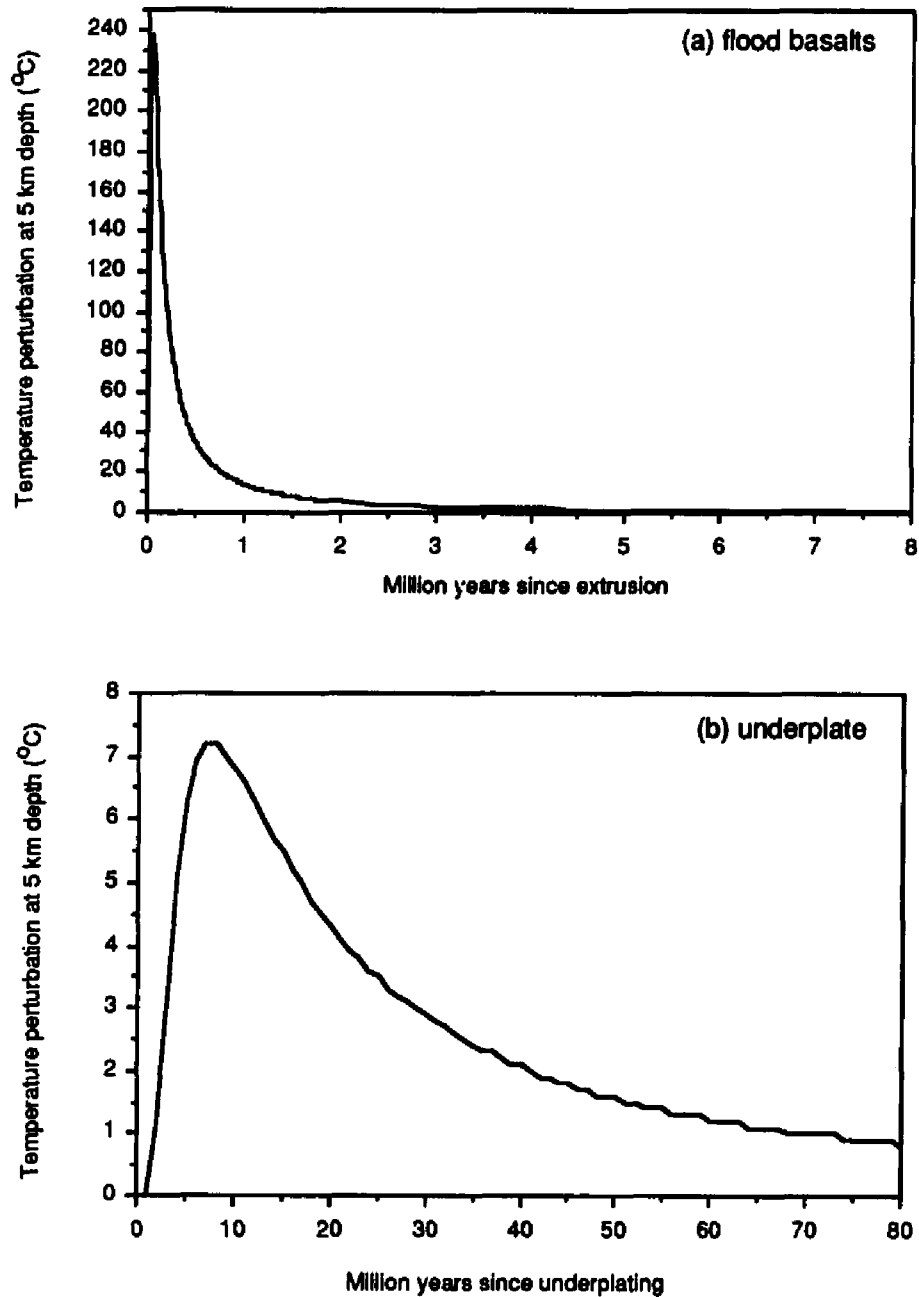 (a) flood basalts
Temperature perturbation at 5 km depth (°C)
240
220
200
180
160
140
120
100
80
60
40
20
0
0 1 2 3 4 5 6 7 8
Million years since extrusion
(b) underplate
Temperature perturbation at 5 km depth (°C)
8
7
6
5
4
3
2
1
0
0 10 20 30 40 50 60 70 80
Million years since underplating